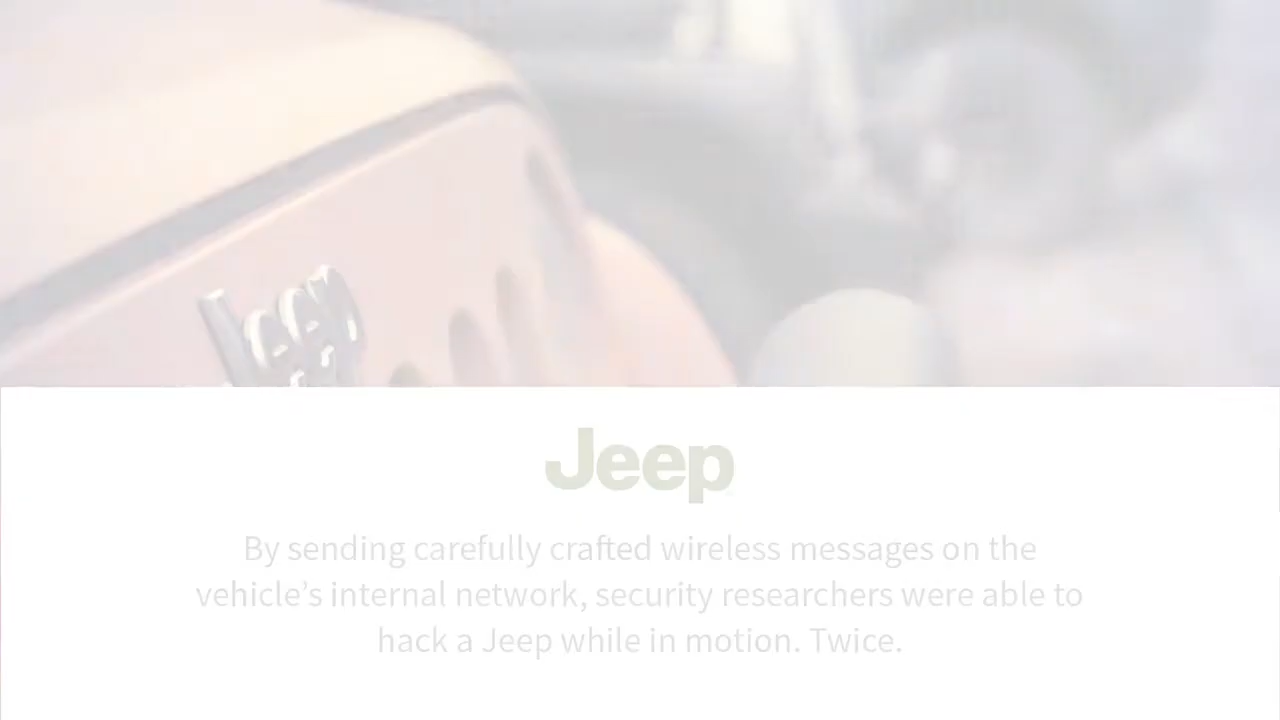 Jeep
Jeep
By sending carefully crafted wireless messages on the
vehicle’s internal network, security researchers were able to
hack a Jeep while in motion. Twice.